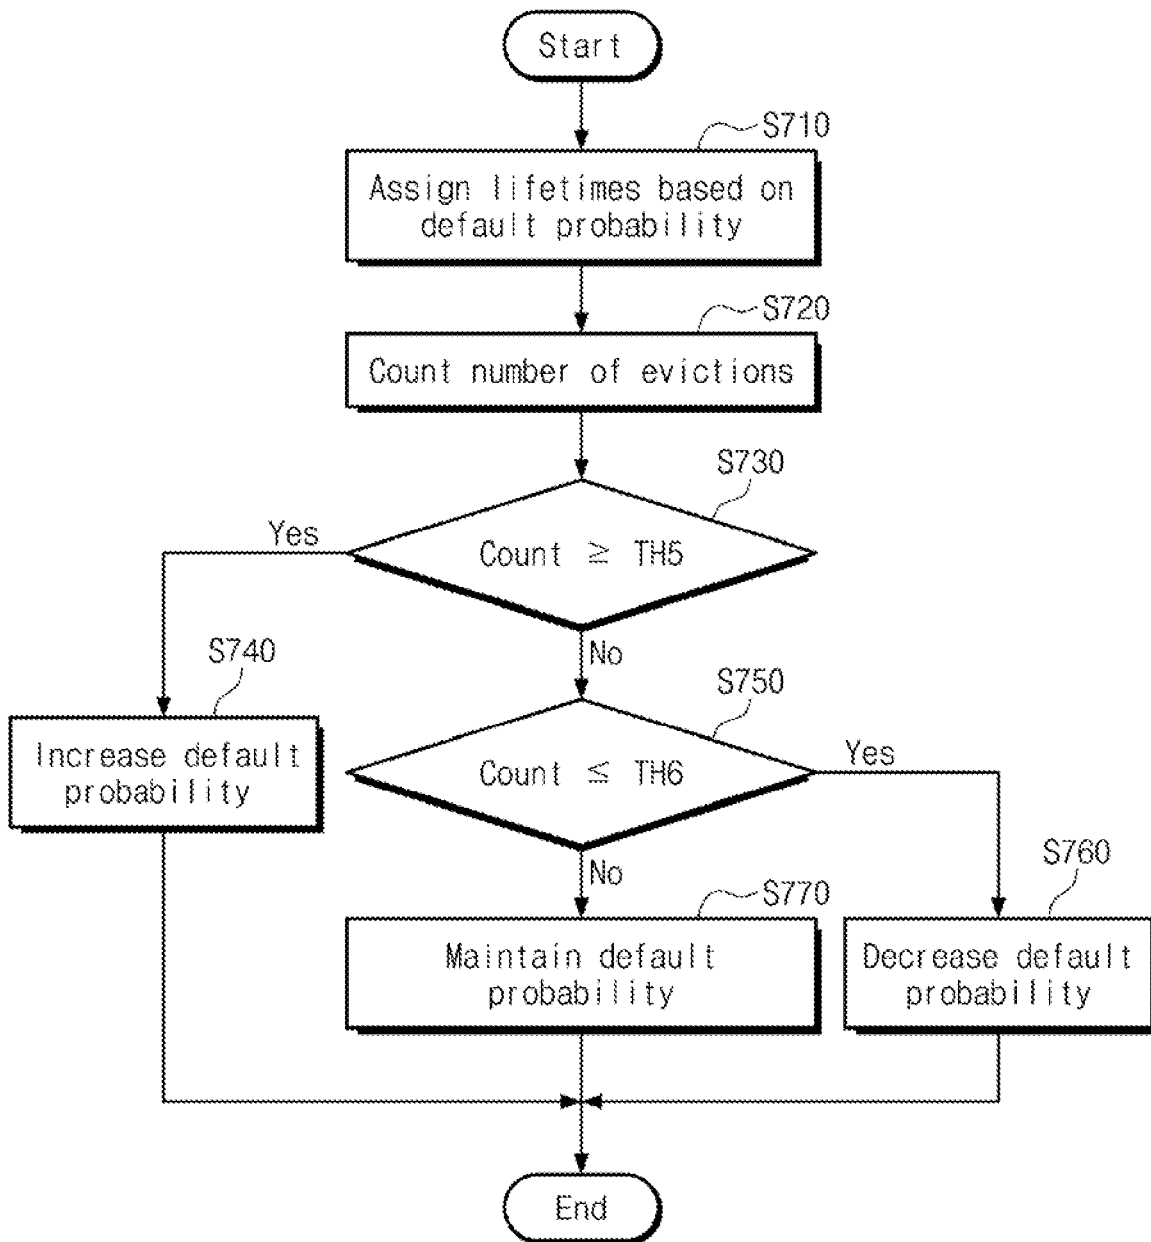 Start
S710
Assign lifetimes based on
default probability
S720
Count number of evictions
S730
Yes
Count ≧ TH5
No
S740
Increase default
probability
S750
Count ≦ TH6
Yes
No
S760
Decrease default
probability
S770
Maintain default
probability
End